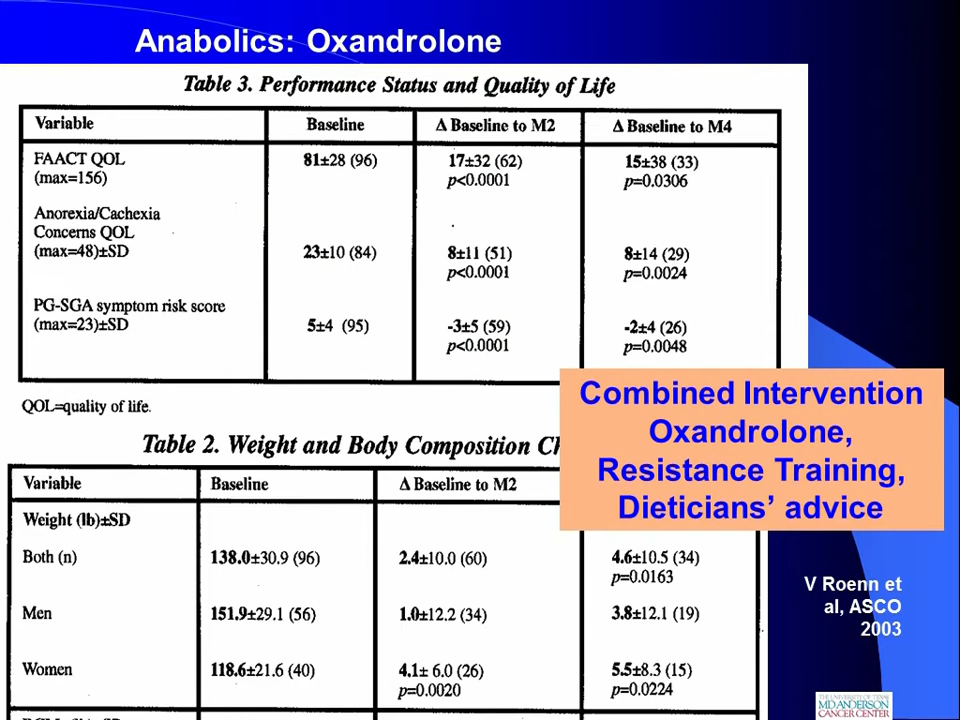 Anabolics: Oxandrolone
Table 3. Performance Status and Quality of Life
Variable Baseline Δ Baseline to M2 Δ Baseline to M4
FAACT QOL 81±28 (96) 17±32 (62) 15±38 (33)
(max=156) p<0.0001 p=0.0306
Anorexia/Cachexia
Concerns QOL
(max=48)±SD 23±10 (84) 8±11 (51) 8±14 (29)
p<0.0001 p=0.0024
PG-SGA symptom risk score
(max=23)±SD 5±4 (95) -3±5 (59) -2±4 (26)
p<0.0001 p=0.0048
QOL=quality of life.
Combined Intervention
Oxandrolone,
Resistance Training,
Dieticians’ advice
Table 2. Weight and Body Composition
Variable Baseline Δ Baseline to M2
Weight (lb)±SD
Both (n) 138.0±30.9 (96) 2.4±10.0 (60) 4.6±10.5 (34)
p=0.0163
Men 151.9±29.1 (56) 1.0±12.2 (34) 3.8±12.1 (19)
Women 118.6±21.6 (40) 4.1± 6.0 (26) 5.5±8.3 (15)
p=0.0020 p=0.0224
V Roenn et
al, ASCO
2003
THE UNIVERSITY OF TEXAS
MD ANDERSON
CANCER CENTER